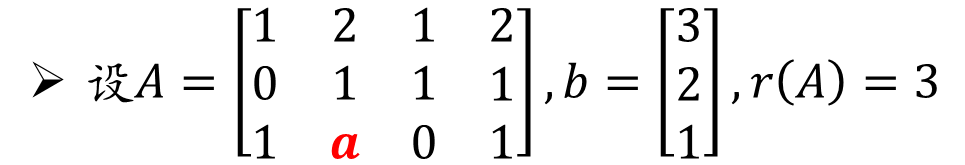 ➢ 设A = [1 2 1 2; 0 1 1 1; 1 a 0 1], b = [3; 2; 1], r(A) = 3